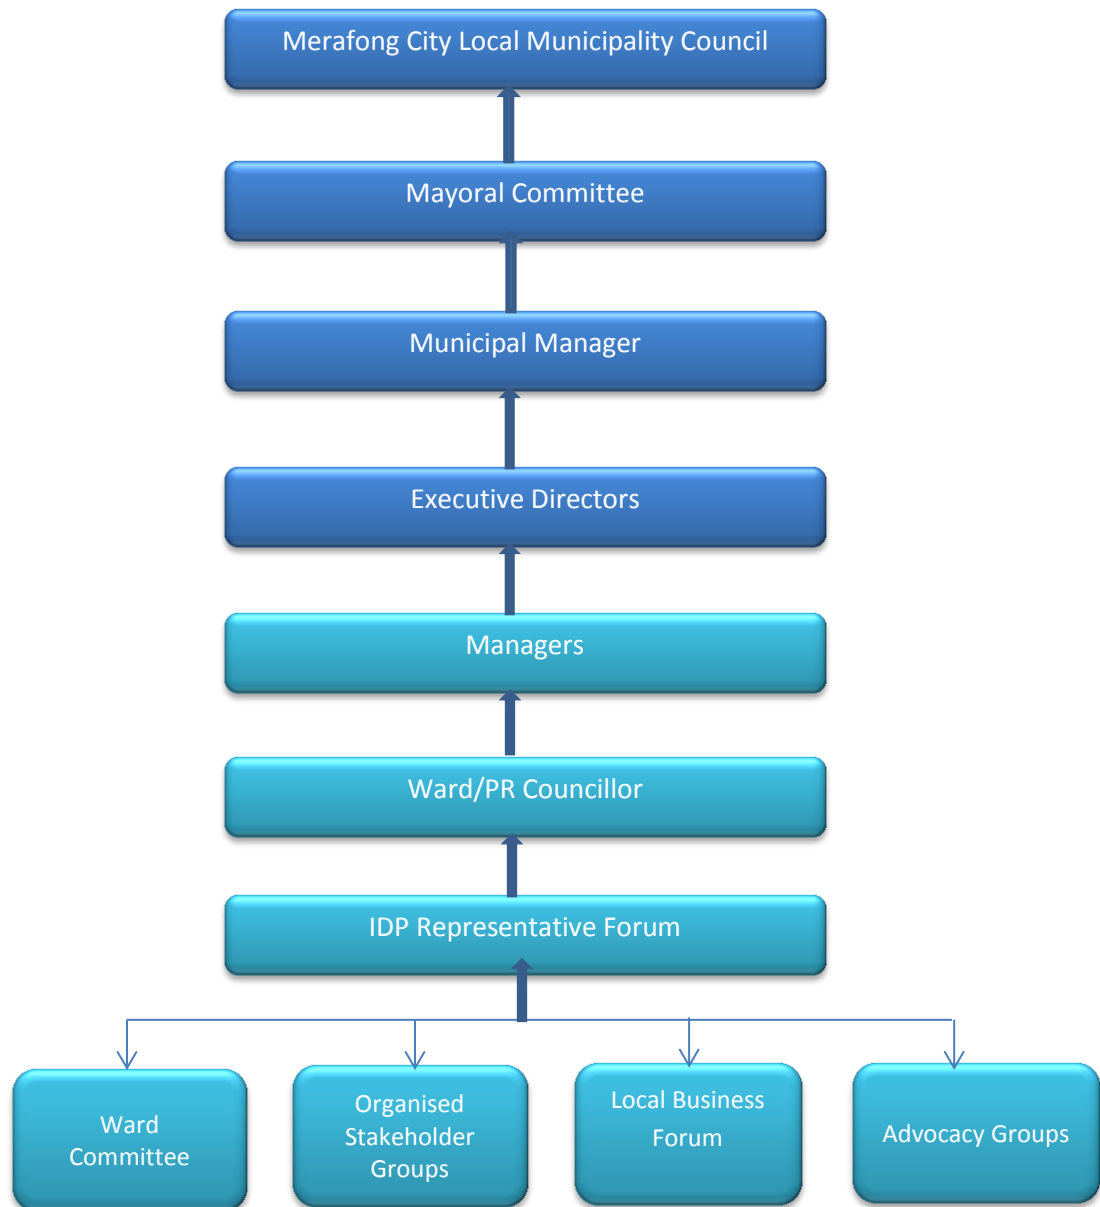 Merafong City Local Municipality Council
Mayoral Committee
Municipal Manager
Executive Directors
Managers
Ward/PR Councillor
IDP Representative Forum
Ward
Committee
Organised
Stakeholder
Groups
Local Business
Forum
Advocacy Groups